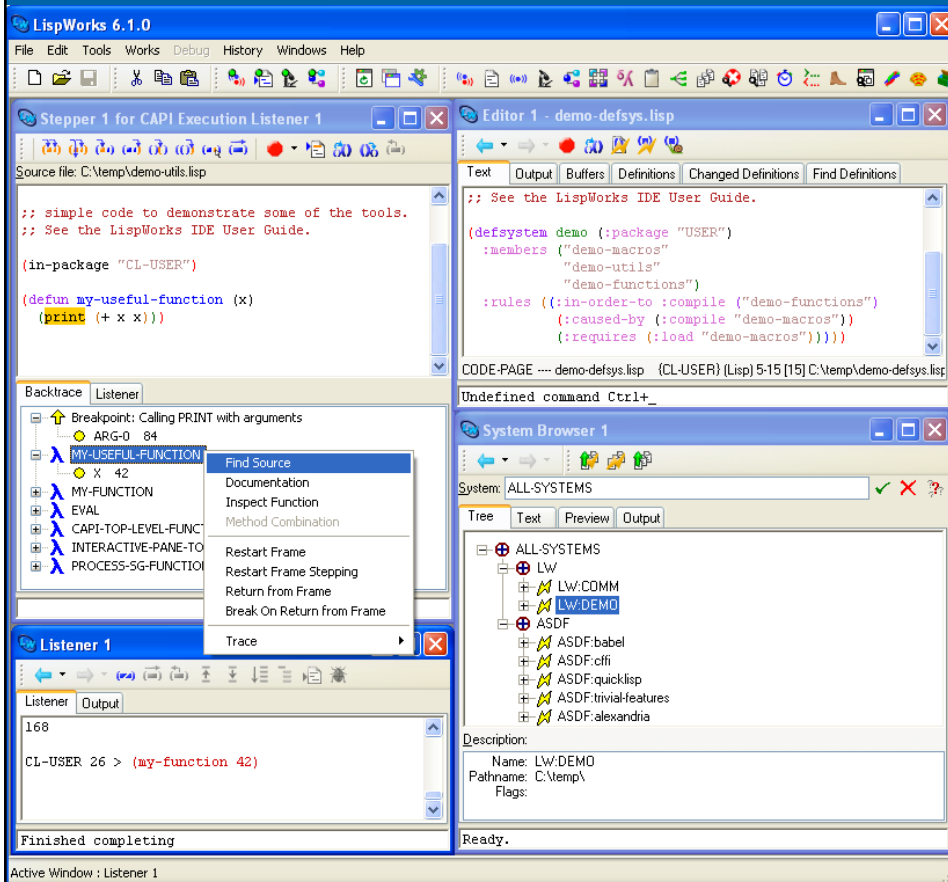 LispWorks 6.1.0
File Edit Tools Works Debug History Windows Help
Stepper 1 for CAPI Execution Listener 1
Source file: C:\temp\demo-utils.lisp
;; simple code to demonstrate some of the tools.
;; See the LispWorks IDE User Guide.
(in-package "CL-USER")
(defun my-useful-function (x)
(print (+ x x)))
Backtrace Listener
Breakpoint: Calling PRINT with arguments
ARG-0 84
MY-USEFUL-FUNCTION
X 42
MY-FUNCTION
EVAL
CAPI-TOP-LEVEL-FUNCT
INTERACTIVE-PANE-TO
PROCESS-SG-FUNCTIO
Find Source
Documentation
Inspect Function
Method Combination
Restart Frame
Restart Frame Stepping
Return from Frame
Break On Return from Frame
Trace
Listener 1
Listener Output
168
CL-USER 26 > (my-function 42)
Finished completing
Editor 1 - demo-defsys.lisp
Text Output Buffers Definitions Changed Definitions Find Definitions
;; See the LispWorks IDE User Guide.
(defsystem demo (:package "USER")
:members ("demo-macros"
"demo-utils"
"demo-functions")
:rules ((:in-order-to :compile ("demo-functions")
(:caused-by (:compile "demo-macros"))
(:requires (:load "demo-macros")))))
CODE-PAGE ---- demo-defsys.lisp {CL-USER} (Lisp) 5-15 [15] C:\temp\demo-defsys.lisp
Undefined command Ctrl+_
System Browser 1
System: ALL-SYSTEMS
Tree Text Preview Output
ALL-SYSTEMS
LW
LW:COMM
LW:DEMO
ASDF
ASDF:babel
ASDF:cffi
ASDF:quicklisp
ASDF:trivial-features
ASDF:alexandria
Description:
Name: LW:DEMO
Pathname: C:\temp\
Flags:
Ready.
Active Window : Listener 1